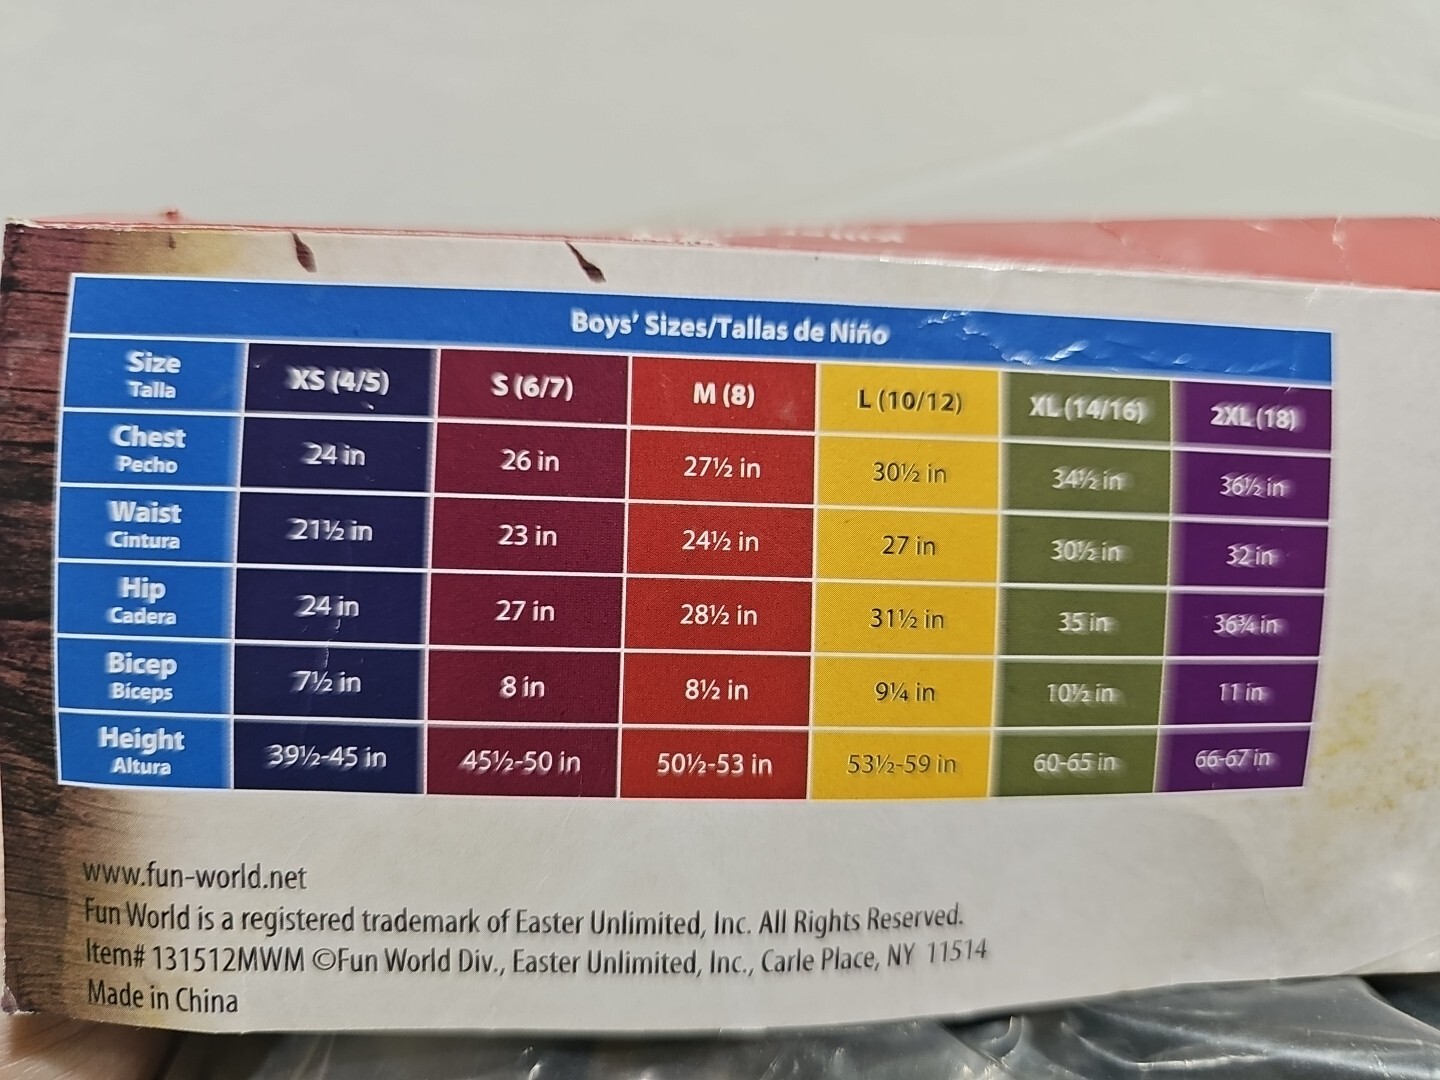 Boys' Sizes/Tallas de Niño
Size
Talla
XS (4/5) S (6/7) M (8) L (10/12) XL (14/16) 2XL (18)
Chest
Pecho
24 in 26 in 27½ in 30½ in 34½ in 36½ in
Waist
Cintura
21½ in 23 in 24½ in 27 in 30½ in 32 in
Hip
Cadera
24 in 27 in 28½ in 31½ in 35 in 36¾ in
Bicep
Bíceps
7½ in 8 in 8½ in 9¼ in 10½ in 11 in
Height
Altura
39½-45 in 45½-50 in 50½-53 in 53½-59 in 60-65 in 66-67 in
www.fun-world.net
Fun World is a registered trademark of Easter Unlimited, Inc. All Rights Reserved.
Item# 131512MWM ©Fun World Div., Easter Unlimited, Inc., Carle Place, NY 11514
Made in China